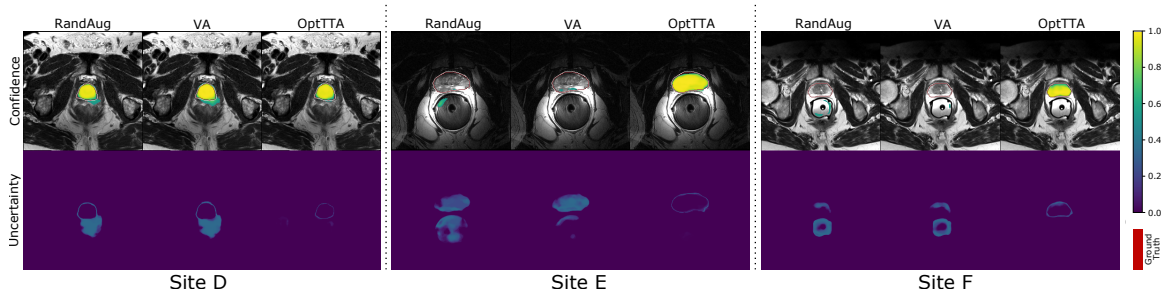 RandAug VA OptTTA RandAug VA OptTTA RandAug VA OptTTA
Confidence
Uncertainty
1.0
0.8
0.6
0.4
0.2
0.0
Ground
Truth
Site D Site E Site F